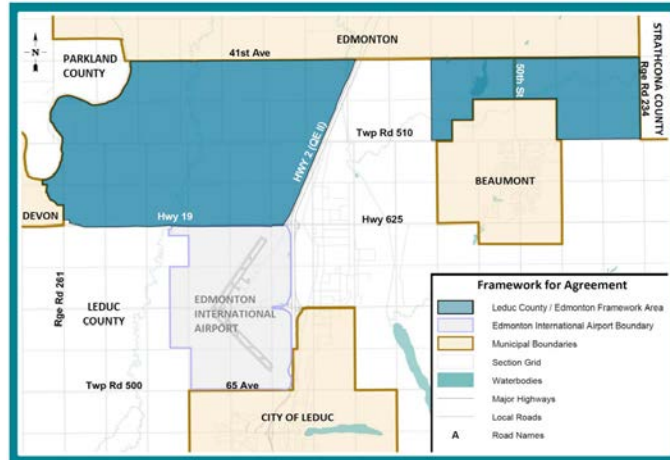 EDMONTON
41st Ave
N
PARKLAND
COUNTY
STRATHCONA COUNTY
Rge Rd 234
50th St
HWY 2 (QE II)
Twp Rd 510
BEAUMONT
DEVON
Hwy 19
Hwy 625
Rge Rd 261
LEDUC
COUNTY
EDMONTON
INTERNATIONAL
AIRPORT
Twp Rd 500
65 Ave
CITY OF LEDUC
Framework for Agreement
Leduc County / Edmonton Framework Area
Edmonton International Airport Boundary
Municipal Boundaries
Section Grid
Waterbodies
Major Highways
Local Roads
A Road Names